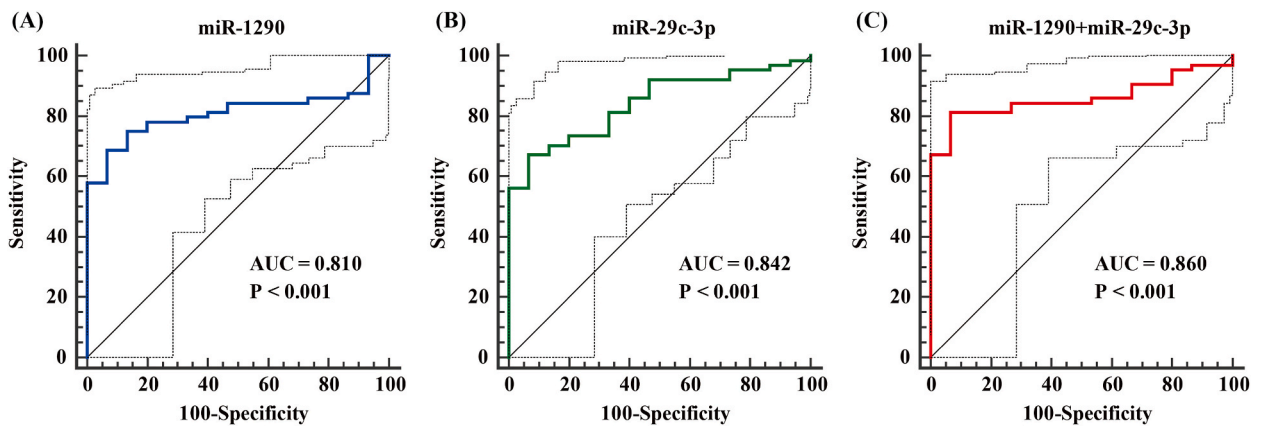 (A)
miR-1290
Sensitivity
100
80
60
40
20
0
AUC = 0.810
P < 0.001
0 20 40 60 80 100
100-Specificity
(B)
miR-29c-3p
Sensitivity
100
80
60
40
20
0
AUC = 0.842
P < 0.001
0 20 40 60 80 100
100-Specificity
(C)
miR-1290+miR-29c-3p
Sensitivity
100
80
60
40
20
0
AUC = 0.860
P < 0.001
0 20 40 60 80 100
100-Specificity